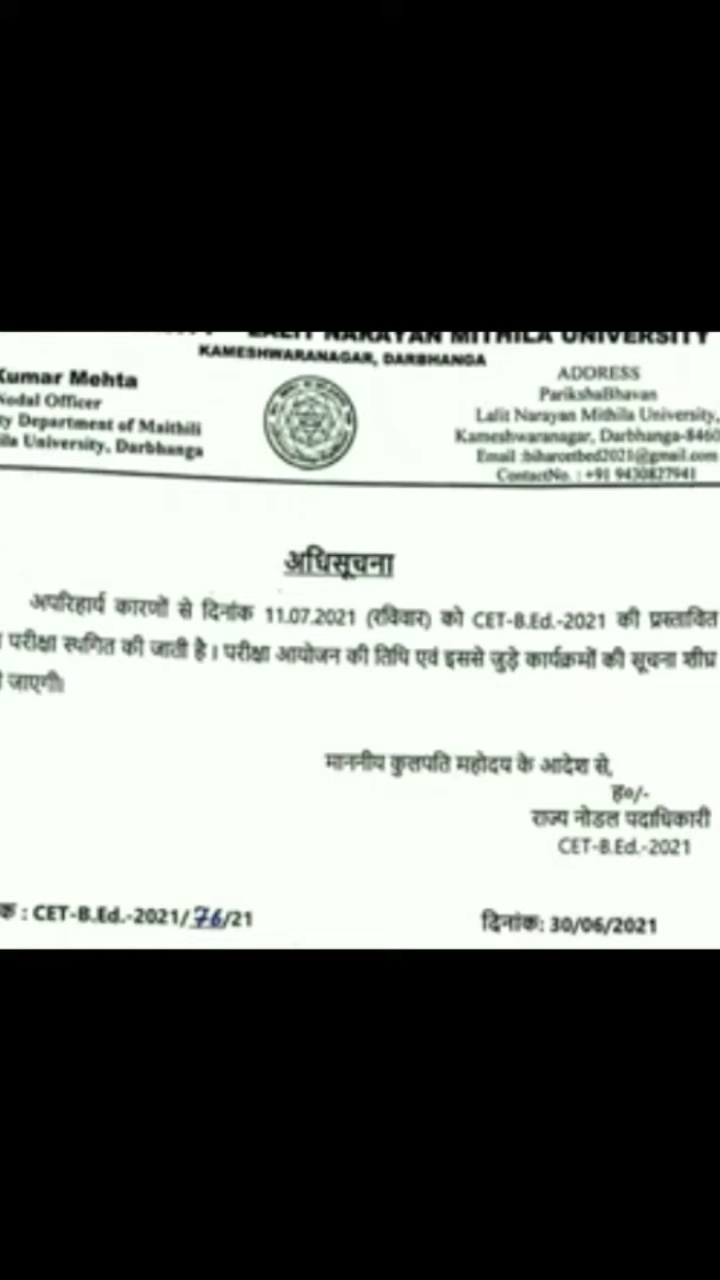 LALIT NARAYAN MITHILA UNIVERSITY
KAMESHWARANAGAR, DARBHANGA
Kumar Mehta
Nodal Officer
Department of Maithili
University, Darbhanga
ADDRESS
ParikshaBhavan
Lalit Narayan Mithila University,
Kameshwaranagar, Darbhanga-8460
Email :biharcetbed2021@gmail.com
ContactNo. : +91 9430827941
अधिसूचना
अपरिहार्य कारणों से दिनांक 11.07.2021 (रविवार) को CET-B.Ed.-2021 की प्रस्तावित
परीक्षा स्थगित की जाती है। परीक्षा आयोजन की तिथि एवं इससे जुड़े कार्यक्रमों की सूचना शीघ्र
जाएगी।
माननीय कुलपति महोदय के आदेश से,
ह०/-
राज्य नोडल पदाधिकारी
CET-B.Ed.-2021
क : CET-B.Ed.-2021/76/21
दिनांक: 30/06/2021